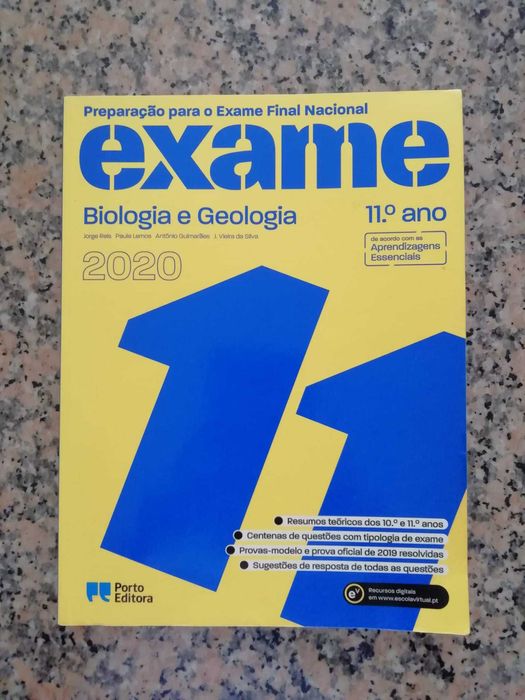 Preparação para o Exame Final Nacional
exame
Biologia e Geologia
11.º ano
Jorge Reis Paula Lemos António Guimarães J. Vieira da Silva
2020
de acordo com as
Aprendizagens
Essenciais
11
Resumos teóricos dos 10.º e 11.º anos
Centenas de questões com tipologia de exame
Provas-modelo e prova oficial de 2019 resolvidas
Sugestões de resposta de todas as questões
Porto
Editora
ev
Recursos digitais
em www.escolavirtual.pt